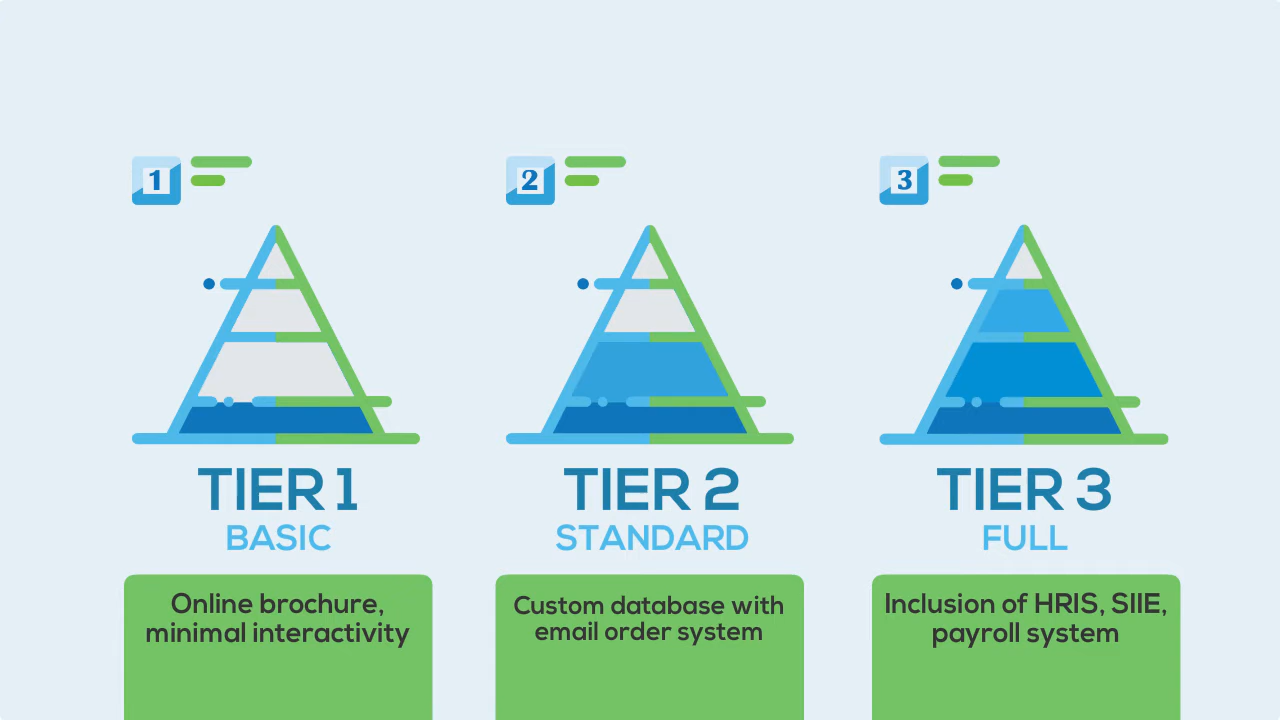 1
2
3
TIER 1
BASIC
Online brochure,
minimal interactivity
TIER 2
STANDARD
Custom database with
email order system
TIER 3
FULL
Inclusion of HRIS, SIIE,
payroll system